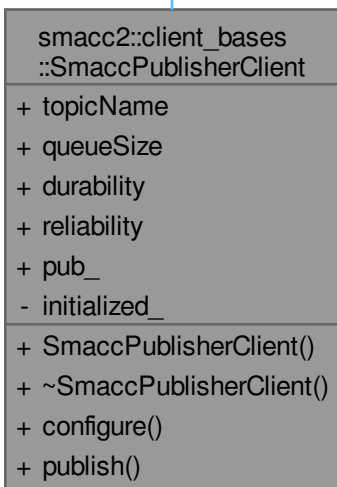 smacc2::client_bases
::SmaccPublisherClient
+ topicName
+ queueSize
+ durability
+ reliability
+ pub_
- initialized_
+ SmaccPublisherClient()
+ ~SmaccPublisherClient()
+ configure()
+ publish()